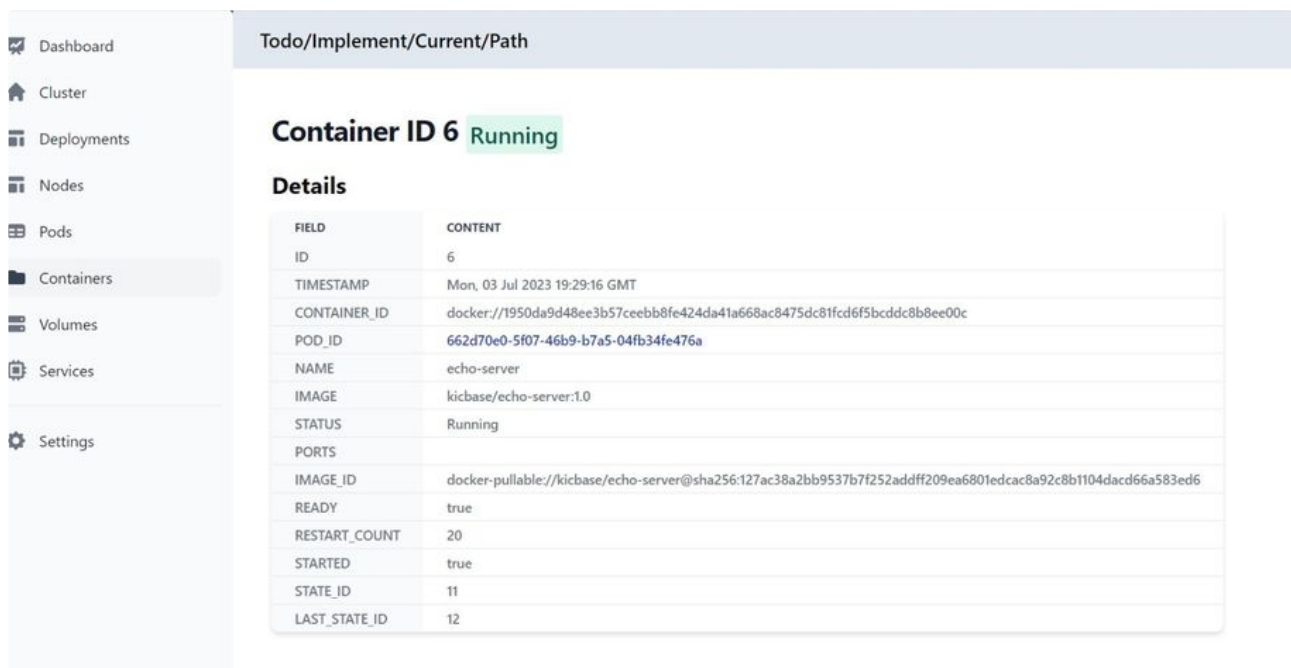 Dashboard
Cluster
Deployments
Nodes
Pods
Containers
Volumes
Services
Settings
Todo/Implement/Current/Path
Container ID 6 Running
Details
FIELD CONTENT
ID 6
TIMESTAMP Mon, 03 Jul 2023 19:29:16 GMT
CONTAINER_ID docker://1950da9d48ee3b57ceebb8fe424da41a668ac8475dc81fcd6f5bcddc8b8ee00c
POD_ID 662d70e0-5f07-46b9-b7a5-04fb34fe476a
NAME echo-server
IMAGE kicbase/echo-server:1.0
STATUS Running
PORTS
IMAGE_ID docker-pullable://kicbase/echo-server@sha256:127ac38a2bb9537b7f252addff209ea6801edcac8a92c8b1104dacd66a583ed6
READY true
RESTART_COUNT 20
STARTED true
STATE_ID 11
LAST_STATE_ID 12